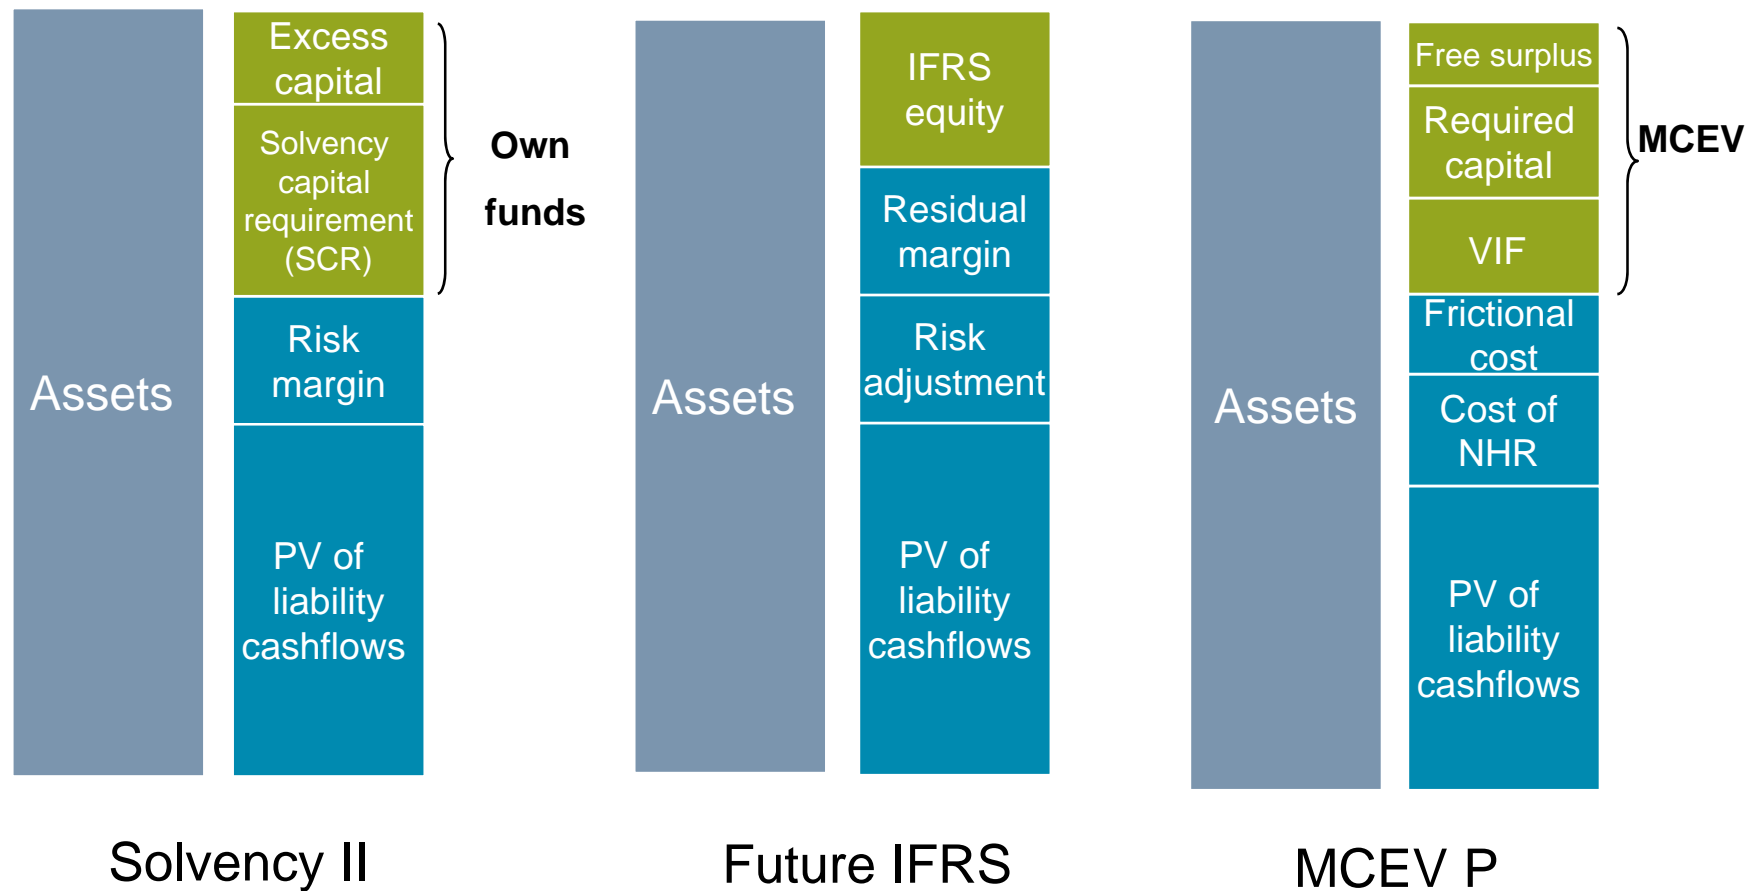 Assets
Excess
capital
Solvency
capital
requirement
(SCR)
Own
funds
Risk
margin
PV of
liability
cashflows
Solvency II
Assets
IFRS
equity
Residual
margin
Risk
adjustment
PV of
liability
cashflows
Future IFRS
Assets
Free surplus
Required
capital
VIF
MCEV
Frictional
cost
Cost of
NHR
PV of
liability
cashflows
MCEV P